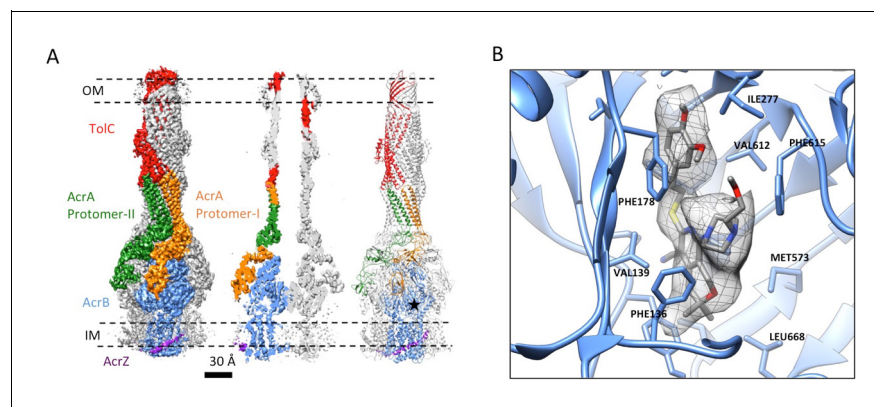 A
OM
TolC
AcrA
Protomer-II
AcrA
Protomer-I
AcrB
IM
AcrZ
30 Å
B
ILE277
VAL612
PHE615
PHE178
VAL139
MET573
PHE136
LEU668